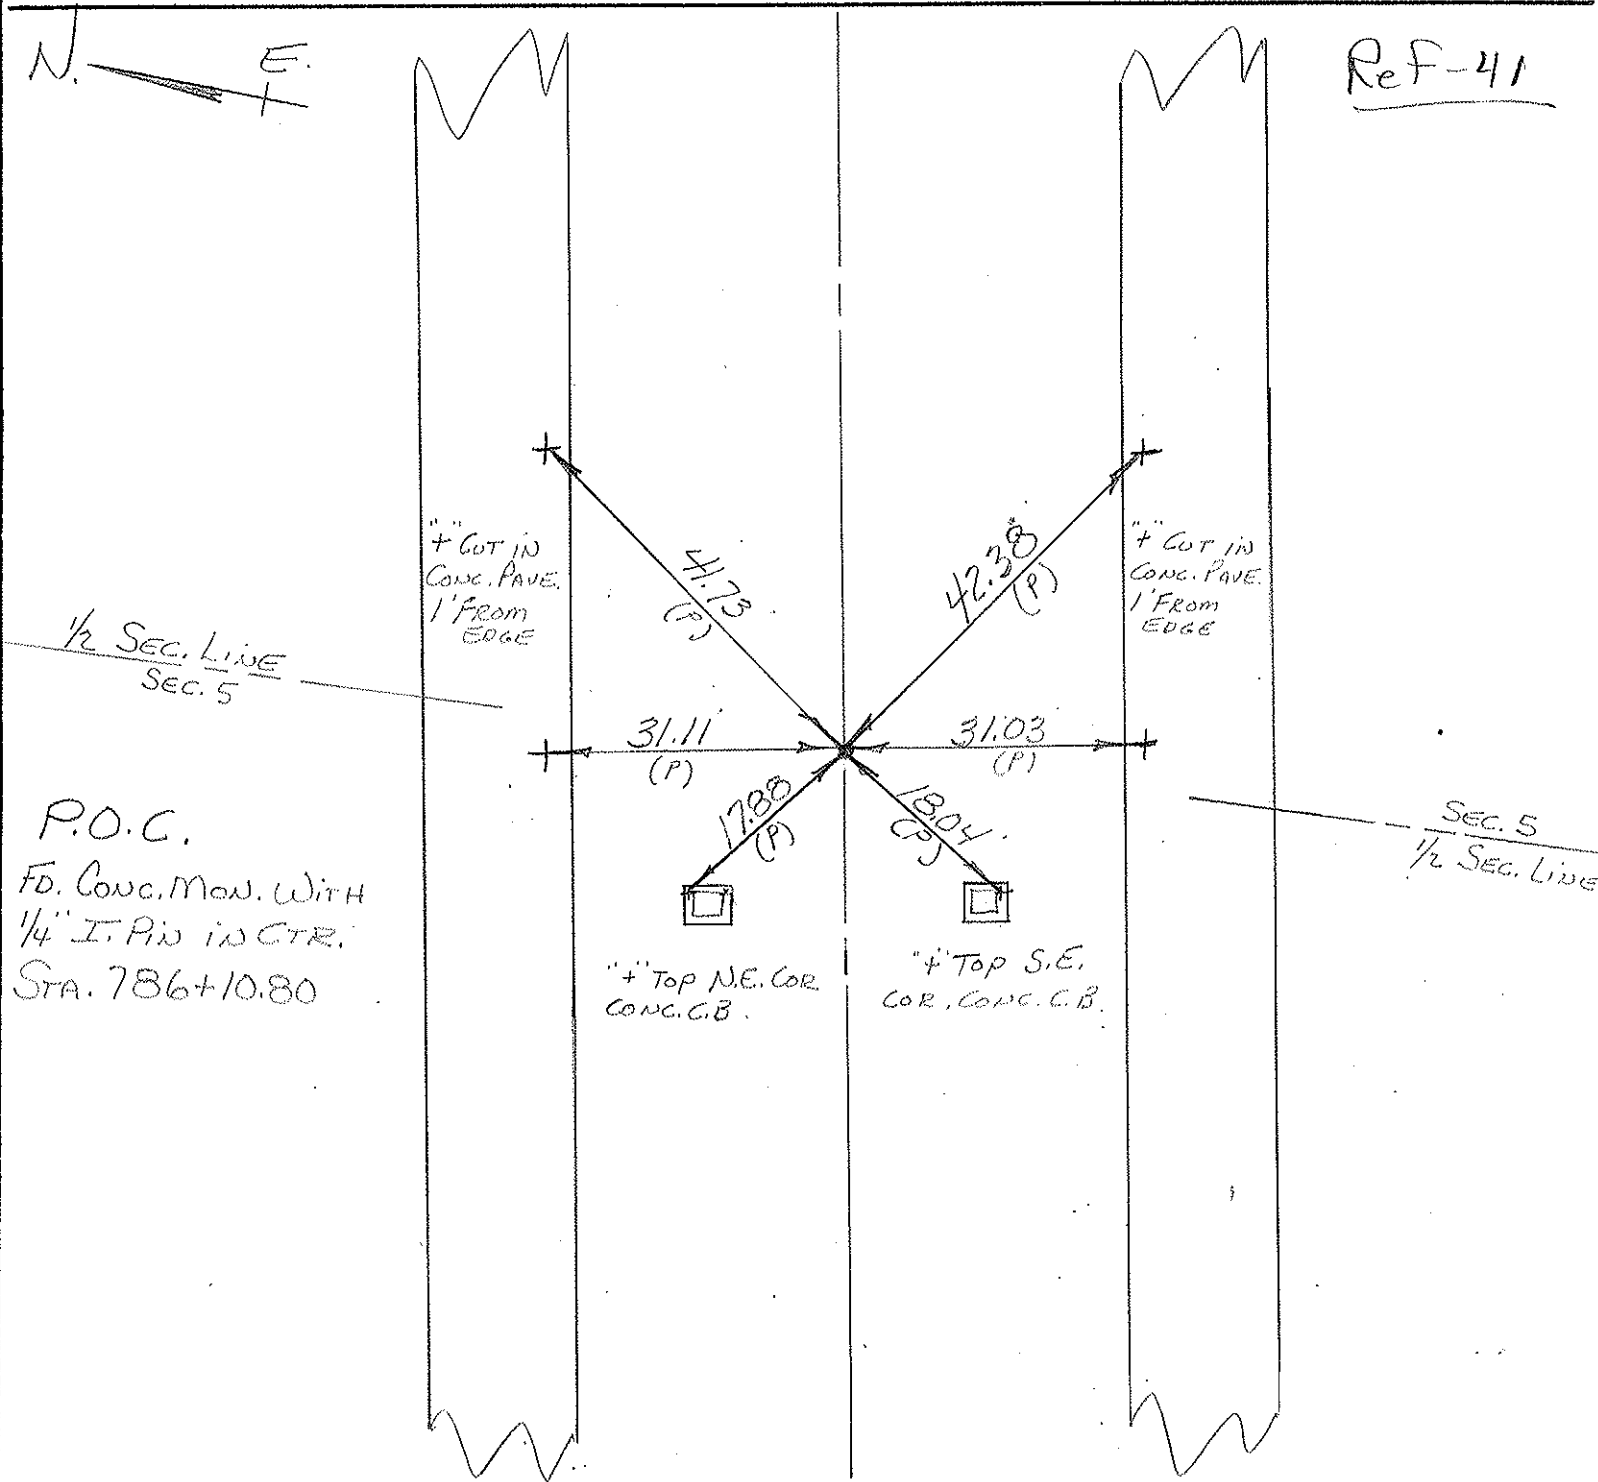 N.
E.
Ref-41
"+" Cut in
Conc. Pave.
1' From
Edge
41.73
(P)
42.38
(P)
"+" Cut in
Conc. Pave.
1' From
Edge
1/2 Sec. Line
Sec. 5
31.11
(P)
31.03
(P)
17.88
(P)
18.04
(P)
P.O.C.
Fd. Conc. Mon. With
1/4" I. Pin in Ctr.
Sta. 786+10.80
Sec. 5
1/2 Sec. Line
"+" Top N.E. Cor
Conc. C.B.
"+" Top S.E.
Cor. Conc. C.B.